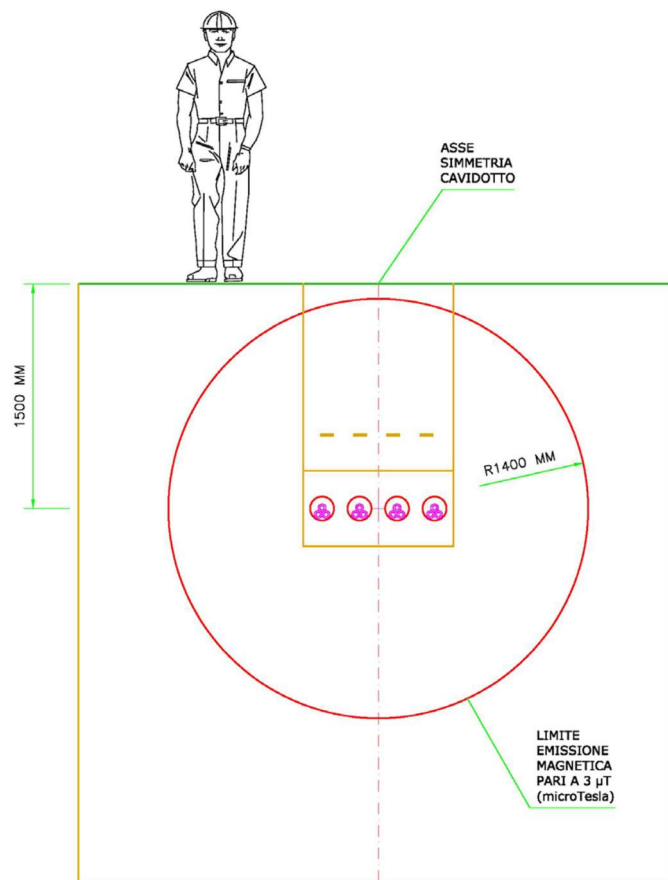 ASSE
SIMMETRIA
CAVIDOTTO
1500 MM
R1400 MM
LIMITE
EMISSIONE
MAGNETICA
PARI A 3 µT
(microTesla)